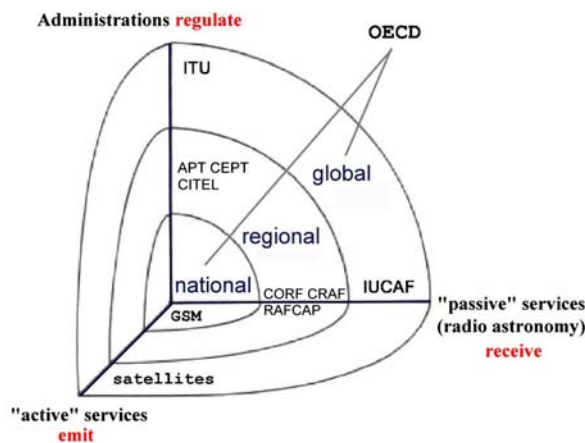 Administrations regulate
OECD
ITU
APT CEPT
CITEL
global
regional
national
CORF CRAF
IUCAF
GSM
RAFCAP
"passive" services
(radio astronomy)
receive
satellites
"active" services
emit